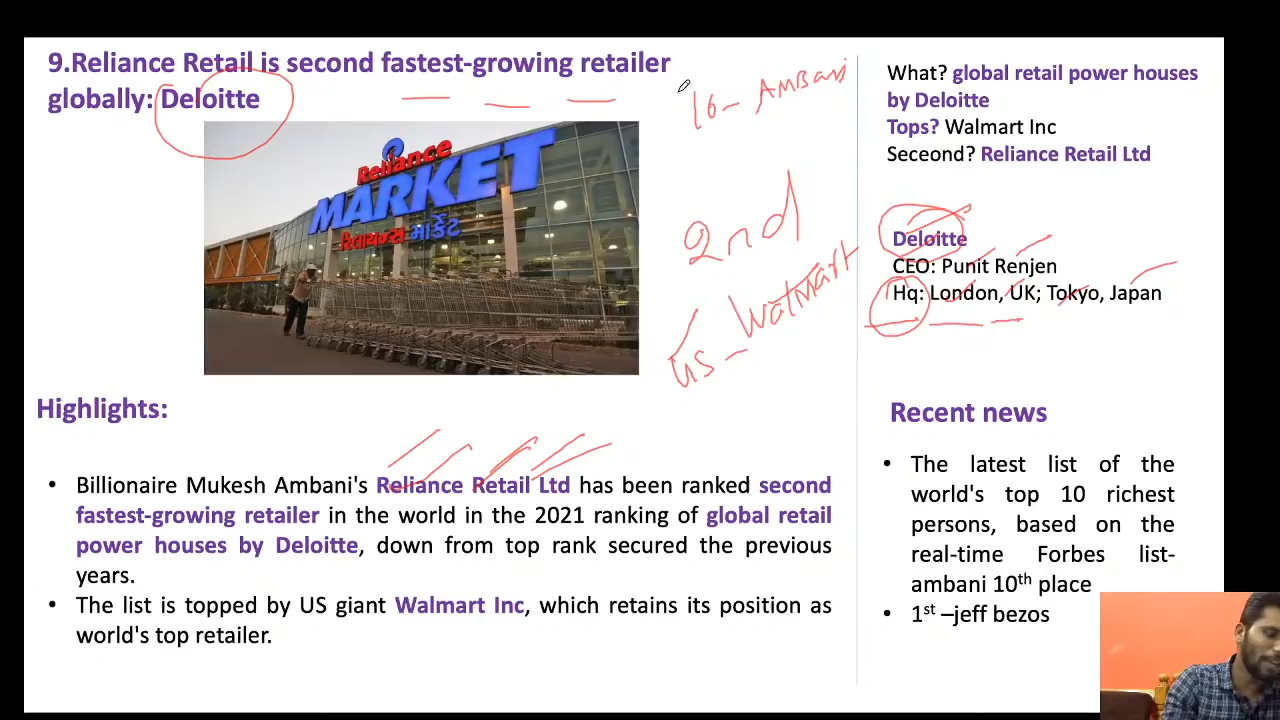 9.Reliance Retail is second fastest-growing retailer
globally: Deloitte
Reliance
MARKET
રિલાયન્સ માર્કેટ
10- AMBANI
2nd
US - Walmart
What? global retail power houses
by Deloitte
Tops? Walmart Inc
Seceond? Reliance Retail Ltd
Deloitte
CEO: Punit Renjen
Hq: London, UK; Tokyo, Japan
Highlights:
• Billionaire Mukesh Ambani's Reliance Retail Ltd has been ranked second
fastest-growing retailer in the world in the 2021 ranking of global retail
power houses by Deloitte, down from top rank secured the previous
years.
• The list is topped by US giant Walmart Inc, which retains its position as
world's top retailer.
Recent news
• The latest list of the
world's top 10 richest
persons, based on the
real-time Forbes list-
ambani 10th place
• 1st –jeff bezos